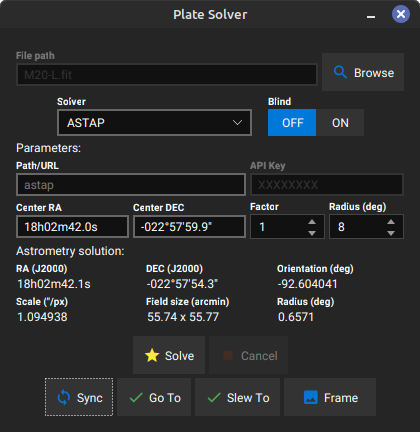 Plate Solver
File path
M20-L.fit
Browse
Solver Blind
ASTAP OFF ON
Parameters:
Path/URL API Key
astap XXXXXXXX
Center RA Center DEC Factor Radius (deg)
18h02m42.0s -022°57'59.9" 1 8
Astrometry solution:
RA (J2000) DEC (J2000) Orientation (deg)
18h02m42.1s -022°57'54.3" -92.604041
Scale ("/px) Field size (arcmin) Radius (deg)
1.094938 55.74 x 55.77 0.6571
Solve Cancel
Sync Go To Slew To Frame